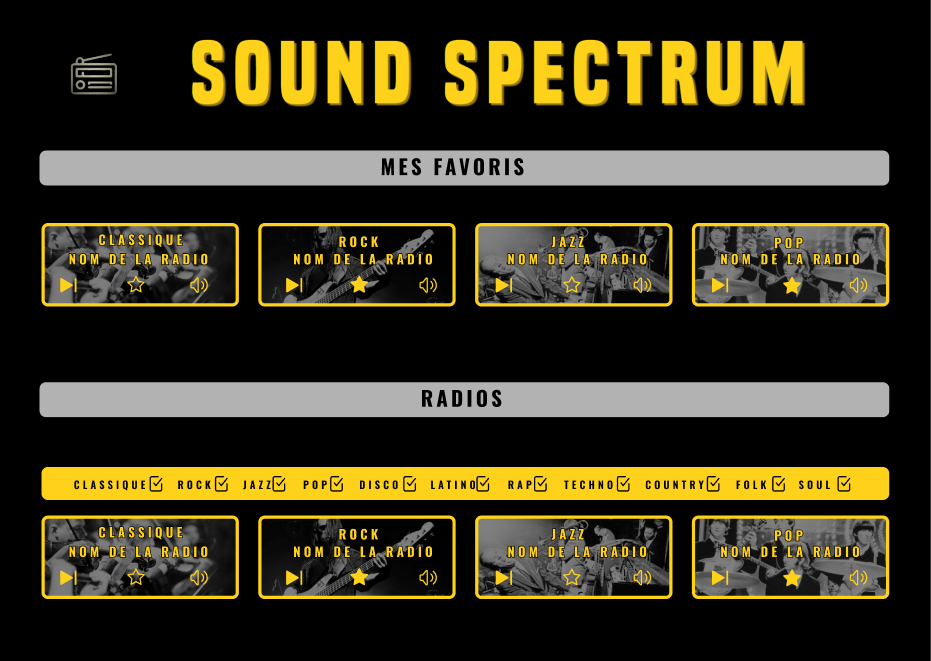 SOUND SPECTRUM
MES FAVORIS
CLASSIQUE
NOM DE LA RADIO
ROCK
NOM DE LA RADIO
JAZZ
NOM DE LA RADIO
POP
NOM DE LA RADIO
RADIOS
CLASSIQUE ROCK JAZZ POP DISCO LATINO RAP TECHNO COUNTRY FOLK SOUL
CLASSIQUE
NOM DE LA RADIO
ROCK
NOM DE LA RADIO
JAZZ
NOM DE LA RADIO
POP
NOM DE LA RADIO